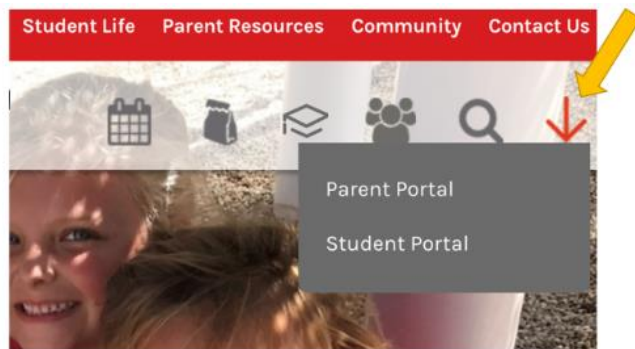 Student Life Parent Resources Community Contact Us
Parent Portal
Student Portal